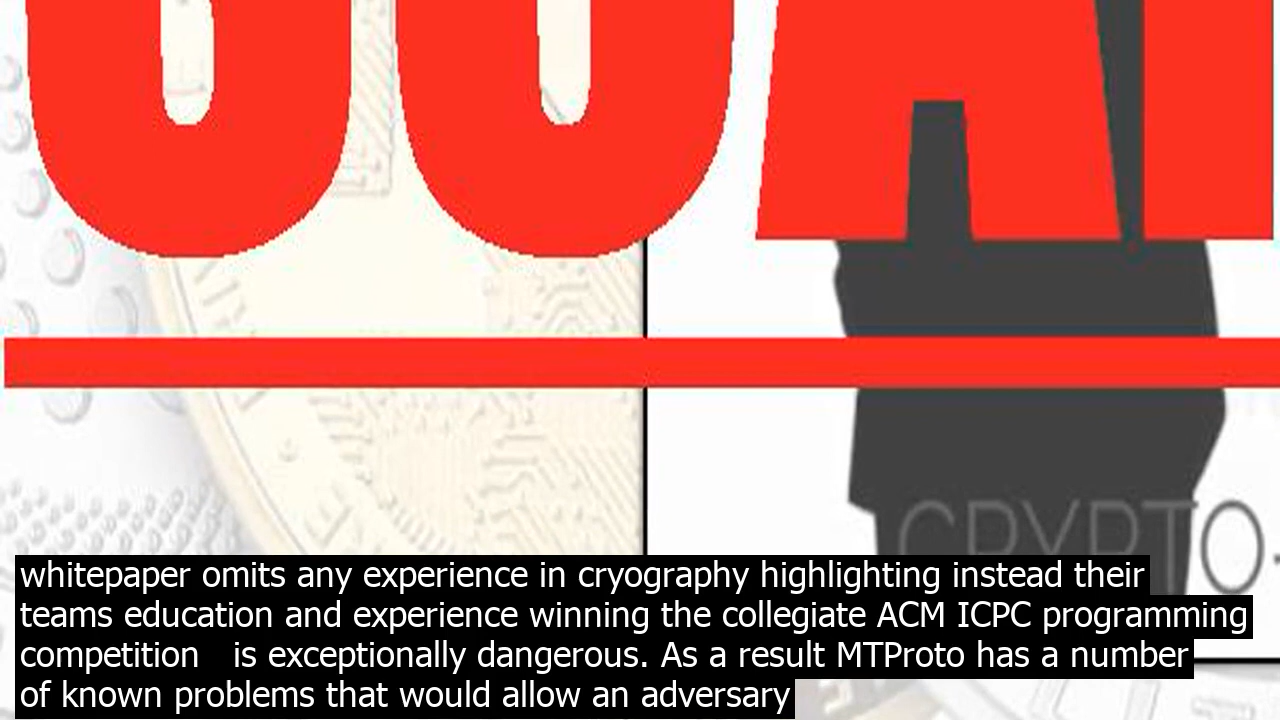 CRYPTO-
whitepaper omits any experience in cryography highlighting instead their
teams education and experience winning the collegiate ACM ICPC programming
competition is exceptionally dangerous. As a result MTProto has a number
of known problems that would allow an adversary